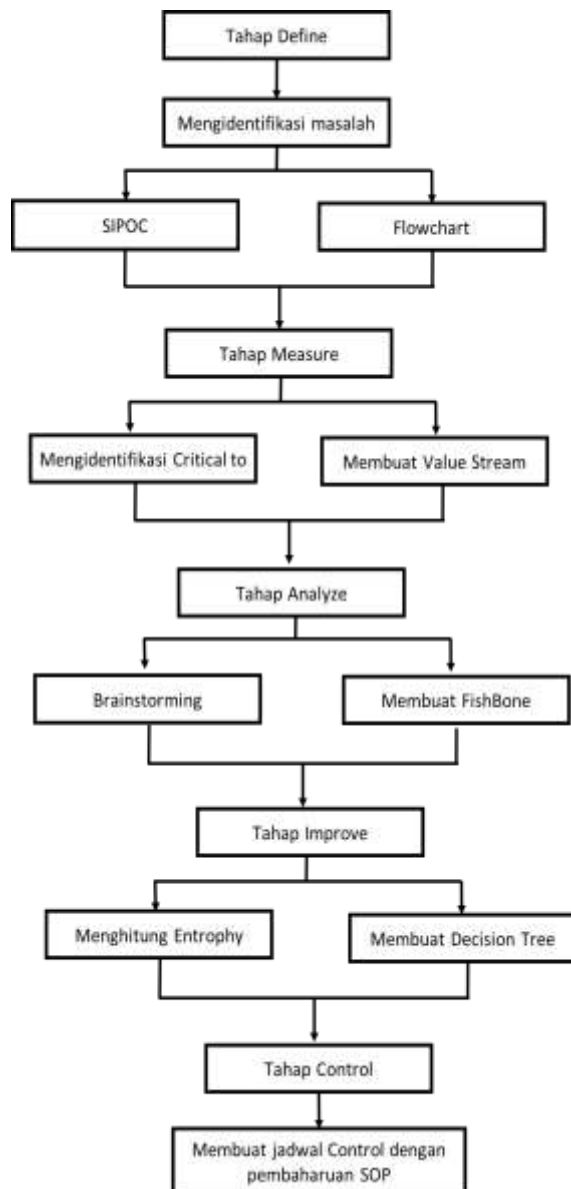 Tahap Define
Mengidentifikasi masalah
SIPOC
Flowchart
Tahap Measure
Mengidentifikasi Critical to
Membuat Value Stream
Tahap Analyze
Brainstorming
Membuat FishBone
Tahap Improve
Menghitung Entrophy
Membuat Decision Tree
Tahap Control
Membuat jadwal Control dengan
pembaharuan SOP